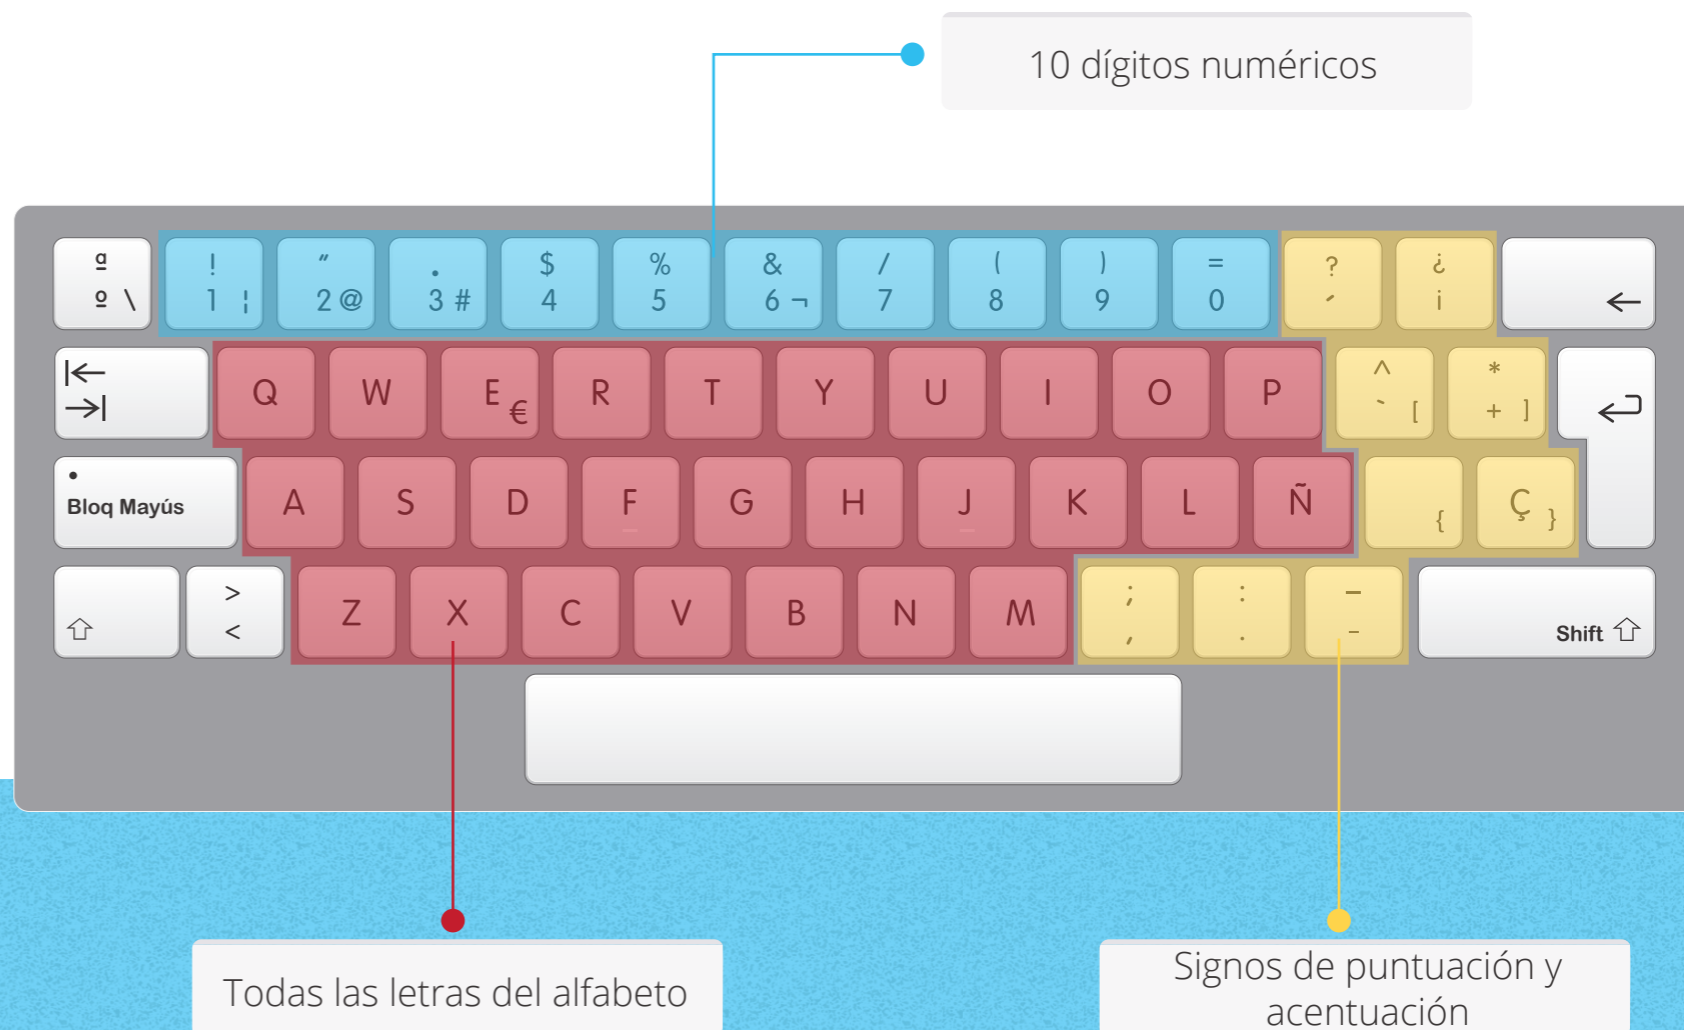 10 dígitos numéricos
ª ! " · $ % & / ( ) = ? ¿
º \ 1 ¦ 2 @ 3 # 4 5 6 ¬ 7 8 9 0 ´ ¡ ←
|← →| Q W E € R T Y U I O P ^ ` [ * + ]
Bloq Mayús A S D F G H J K L Ñ { Ç }
> < Z X C V B N M ; , : . – - Shift
Todas las letras del alfabeto
Signos de puntuación y
acentuación